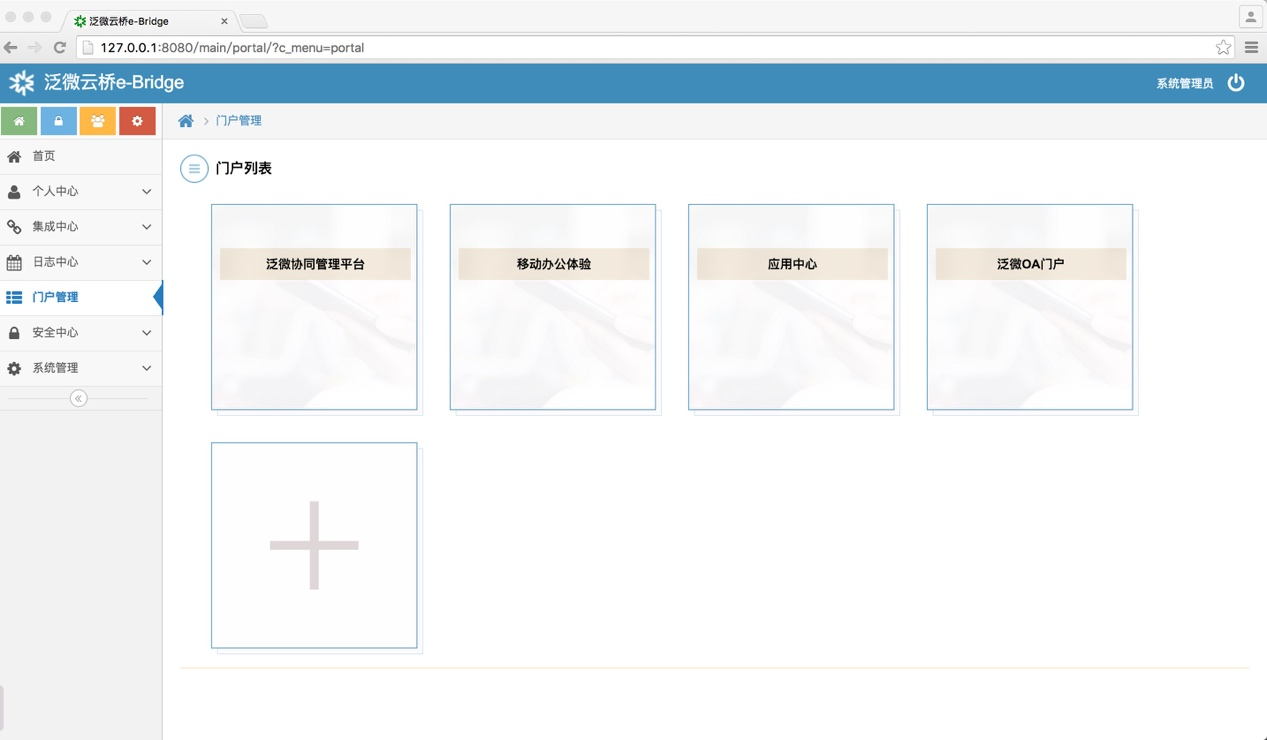 泛微云桥e-Bridge
127.0.0.1:8080/main/portal/?c_menu=portal
泛微云桥e-Bridge
系统管理员
门户管理
首页
个人中心
集成中心
日志中心
门户管理
安全中心
系统管理
门户列表
泛微协同管理平台
移动办公体验
应用中心
泛微OA门户